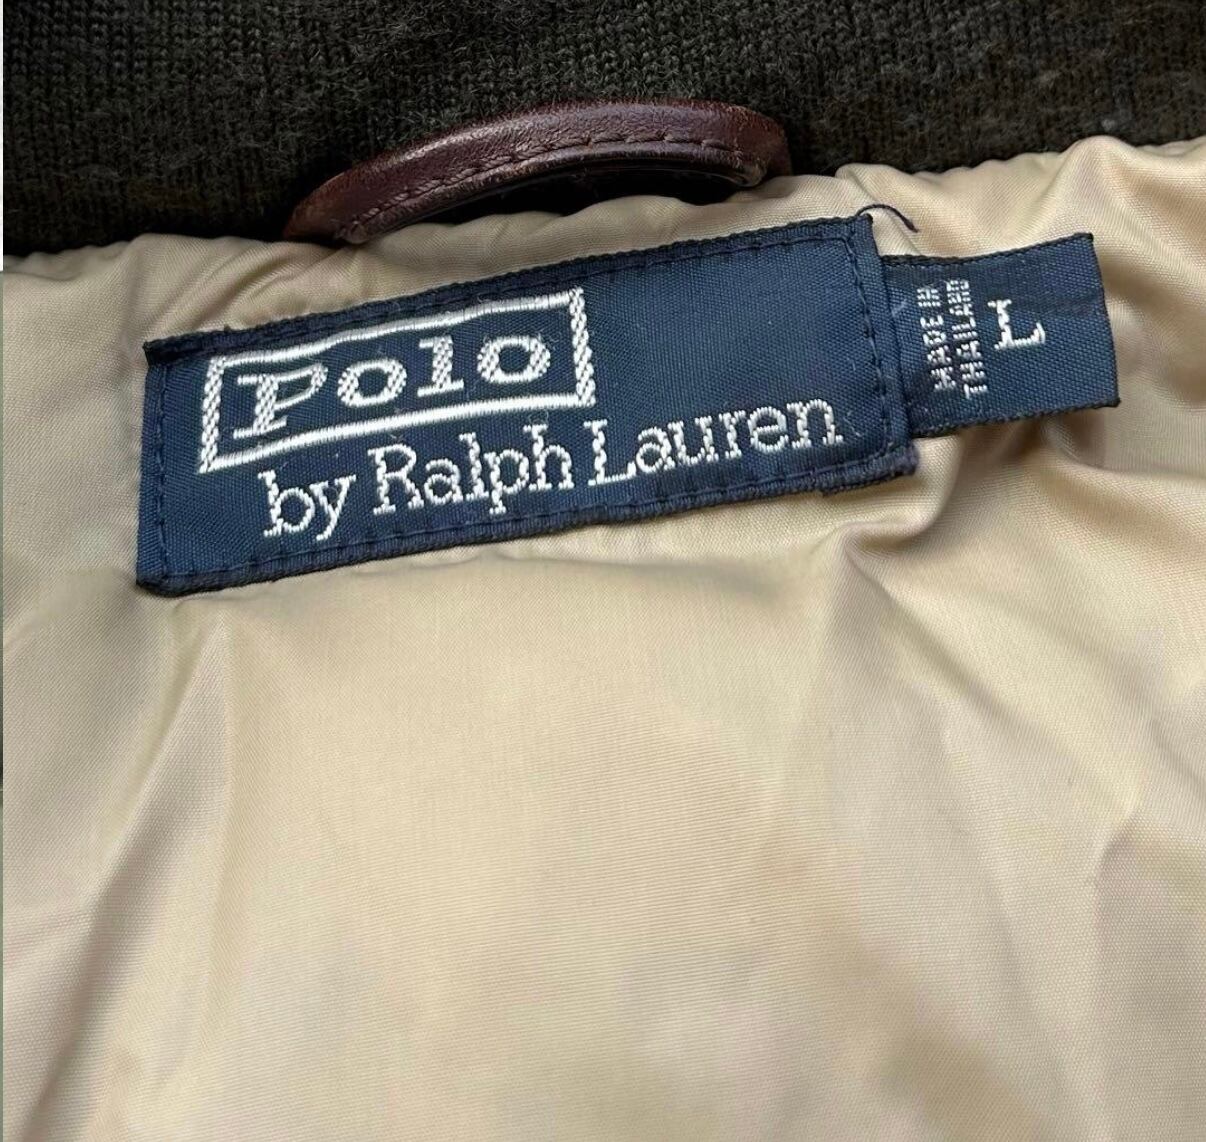 Polo
by Ralph Lauren
MADE IN
THAILAND
L